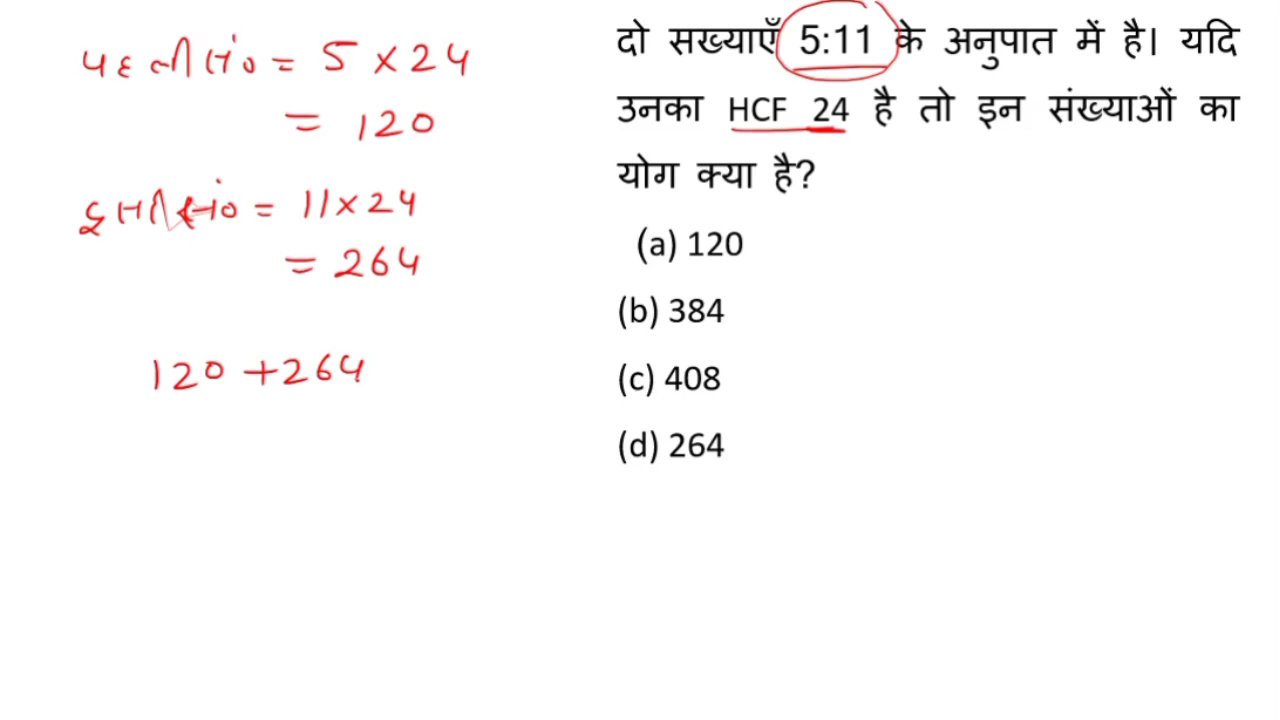 पहली सं० = 5 × 24
= 120
दूसरी सं० = 11 × 24
= 264
120 + 264
दो सख्याएँ 5:11 के अनुपात में है। यदि
उनका HCF 24 है तो इन संख्याओं का
योग क्या है?
(a) 120
(b) 384
(c) 408
(d) 264